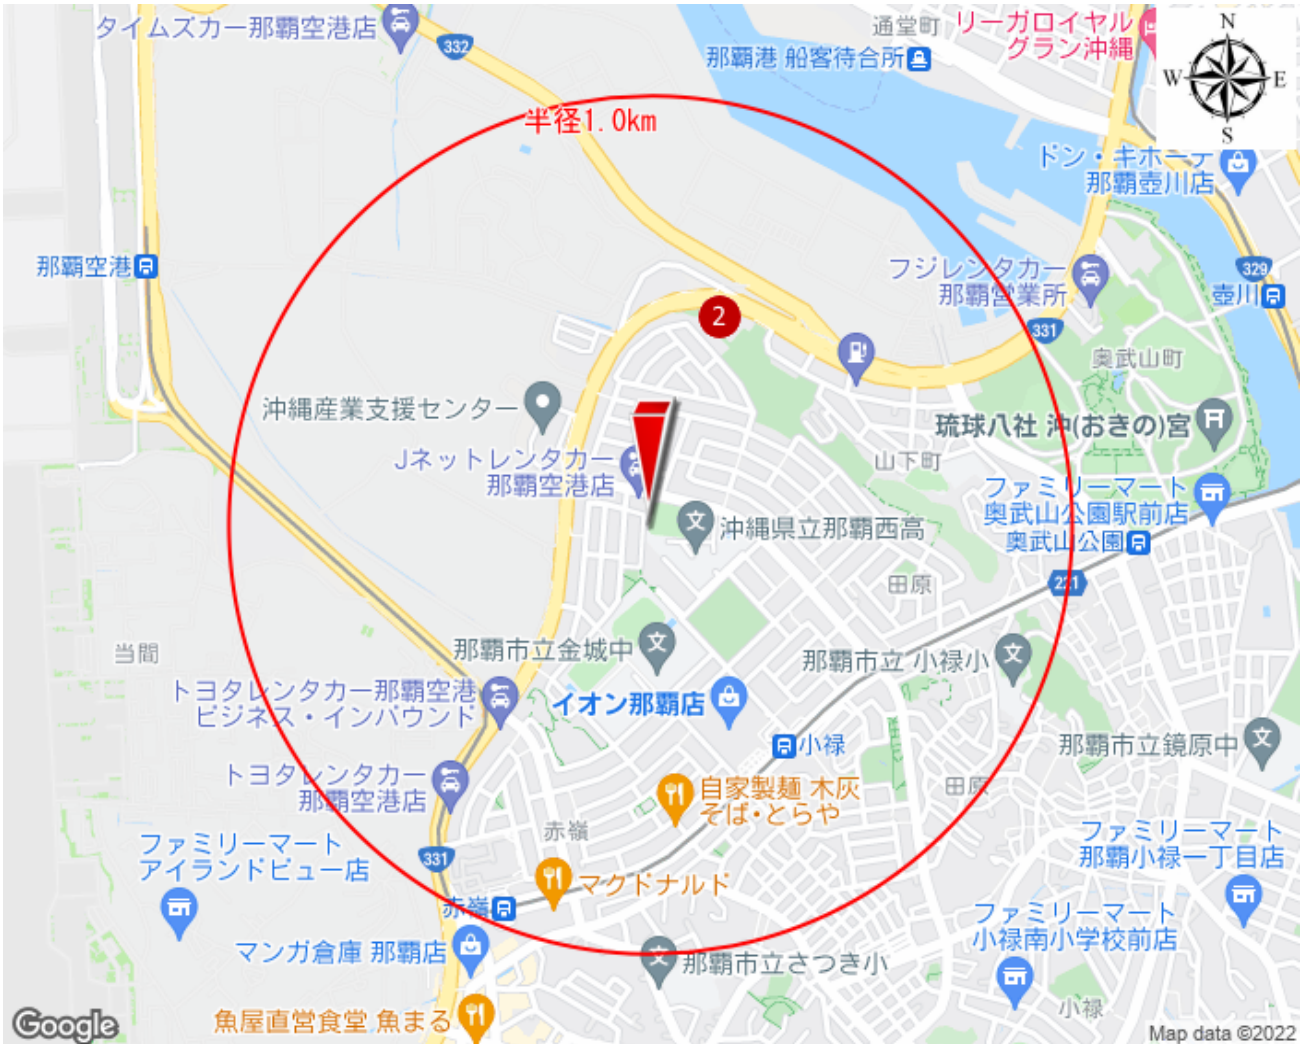 タイムズカー那覇空港店
332
通堂町
リーガロイヤル
グラン沖縄
那覇港 船客待合所
N
W
E
S
半径1.0km
ドン・キホーテ
那覇壺川店
那覇空港
フジレンタカー
那覇営業所
329
壺川
2
331
奥武山町
沖縄産業支援センター
琉球八社 沖(おきの)宮
Jネットレンタカー
那覇空港店
山下町
ファミリーマート
奥武山公園駅前店
沖縄県立那覇西高
奥武山公園
田原
221
当間
那覇市立金城中
那覇市立 小禄小
トヨタレンタカー那覇空港
ビジネス・インバウンド
イオン那覇店
小禄
那覇市立鏡原中
トヨタレンタカー
那覇空港店
自家製麺 木灰
そば・とらや
田原
赤嶺
ファミリーマート
アイランドビュー店
331
ファミリーマート
那覇小禄一丁目店
マクドナルド
赤嶺
ファミリーマート
小禄南小学校前店
マンガ倉庫 那覇店
那覇市立さつき小
小禄
魚屋直営食堂 魚まる
Google
Map data ©2022